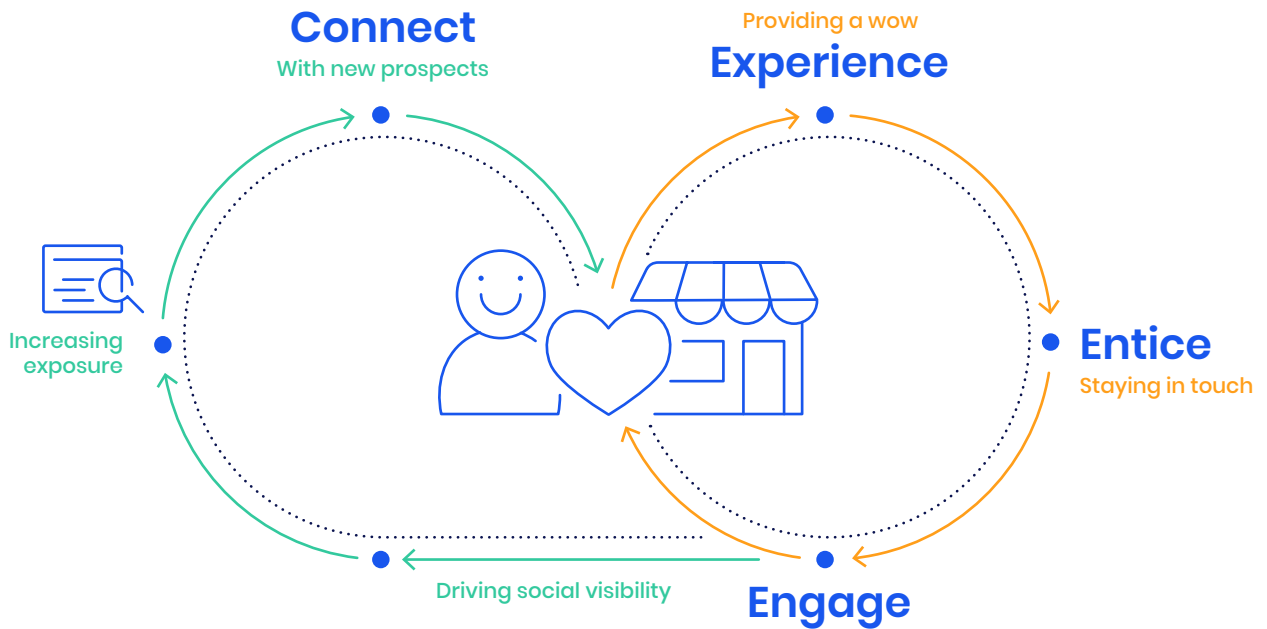 Connect
With new prospects
Providing a wow
Experience
Increasing
exposure
Entice
Staying in touch
Driving social visibility
Engage